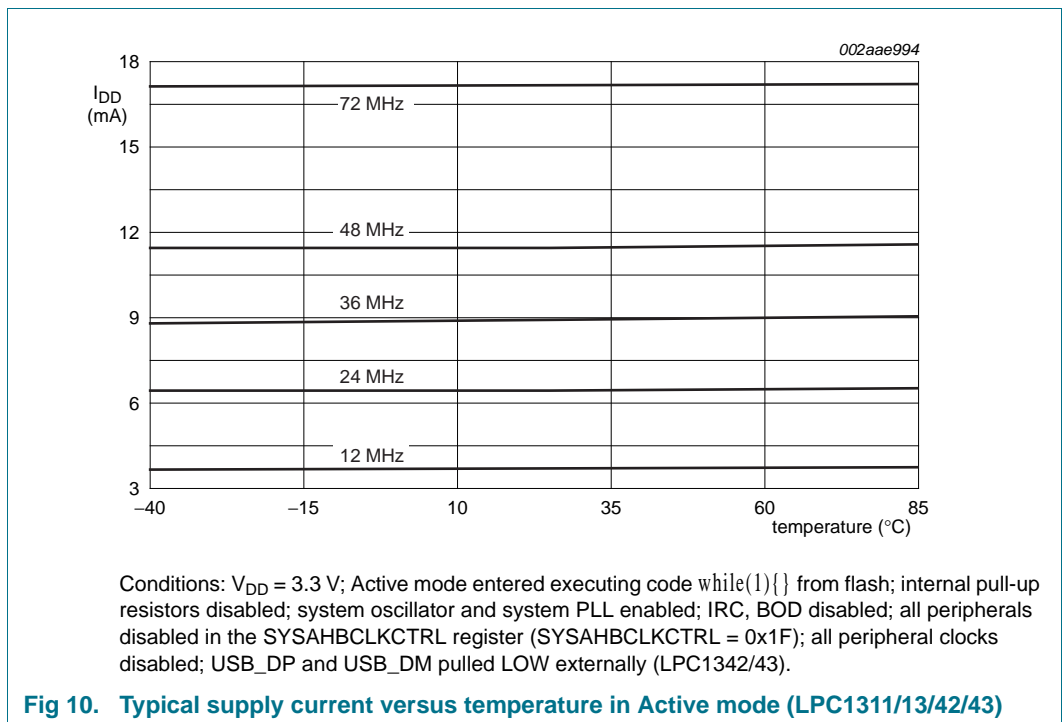 002aae994
18
I_DD
(mA)
72 MHz
15
12
48 MHz
36 MHz
9
24 MHz
6
12 MHz
3
−40 −15 10 35 60 85
temperature (°C)
Conditions: V_DD = 3.3 V; Active mode entered executing code while(1){} from flash; internal pull-up
resistors disabled; system oscillator and system PLL enabled; IRC, BOD disabled; all peripherals
disabled in the SYSAHBCLKCTRL register (SYSAHBCLKCTRL = 0x1F); all peripheral clocks
disabled; USB_DP and USB_DM pulled LOW externally (LPC1342/43).
Fig 10. Typical supply current versus temperature in Active mode (LPC1311/13/42/43)